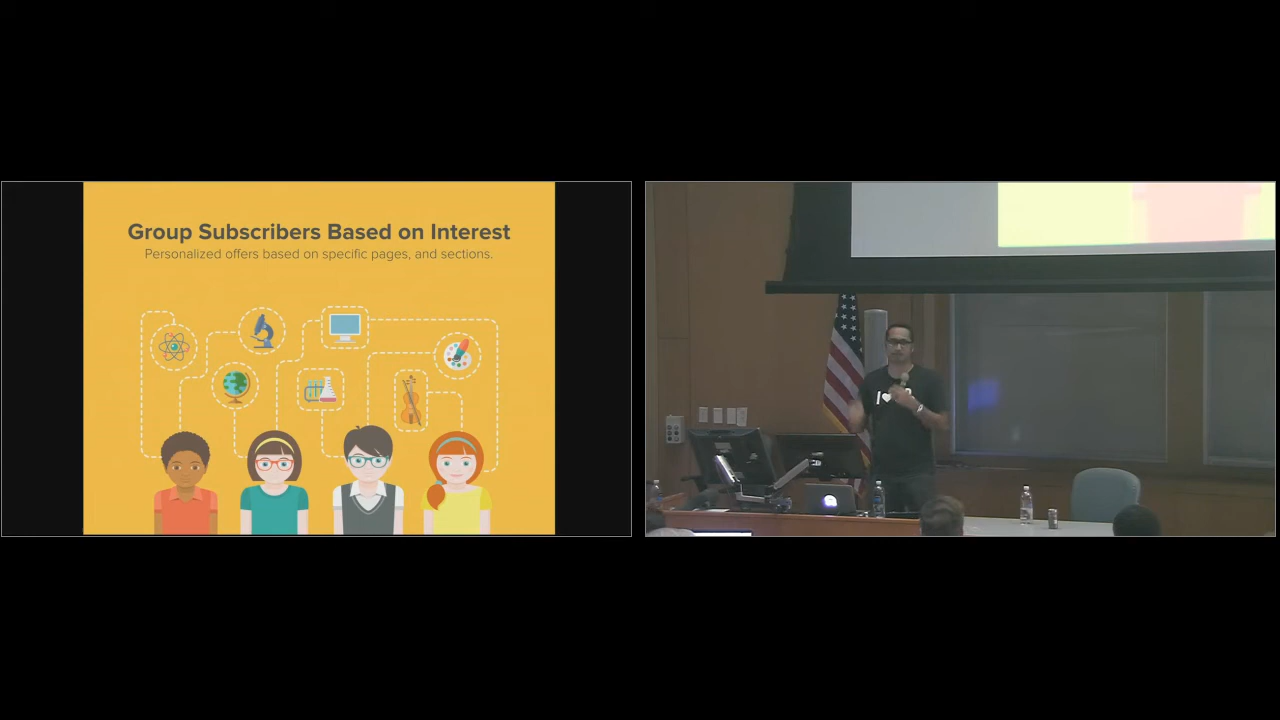 Group Subscribers Based on Interest
Personalized offers based on specific pages, and sections.
I